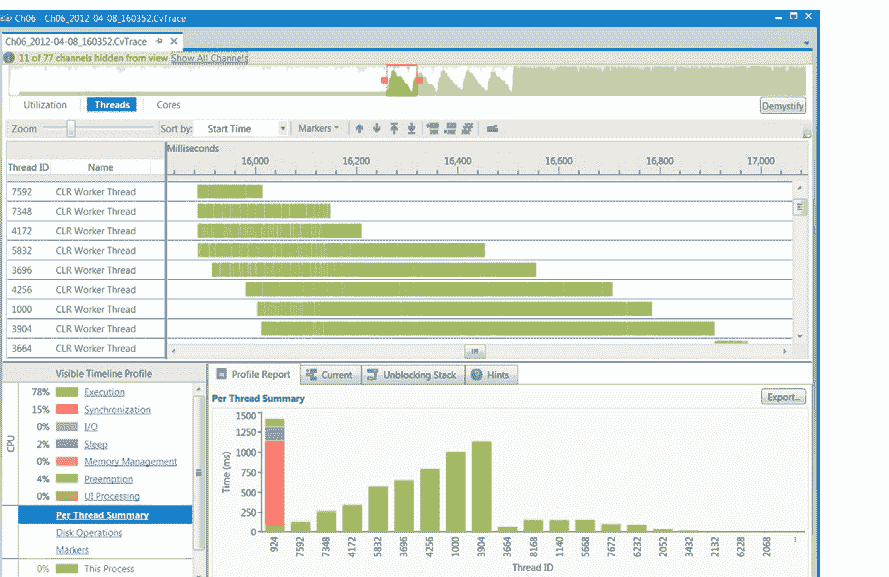 Ch06 - Ch06_2012-04-08_160352.CvTrace
Ch06_2012-04-08_160352.CvTrace
11 of 77 channels hidden from view Show All Channels
Utilization Threads Cores Demystify
Zoom Sort by: Start Time Markers
Milliseconds
16,000 16,200 16,400 16,600 16,800 17,000
Thread ID Name
7592 CLR Worker Thread
7348 CLR Worker Thread
4172 CLR Worker Thread
5832 CLR Worker Thread
3696 CLR Worker Thread
4256 CLR Worker Thread
1000 CLR Worker Thread
3904 CLR Worker Thread
3664 CLR Worker Thread
Visible Timeline Profile
CPU
78% Execution
15% Synchronization
0% I/O
2% Sleep
0% Memory Management
4% Preemption
0% UI Processing
Per Thread Summary
Disk Operations
Markers
0% This Process
Profile Report Current Unblocking Stack Hints
Per Thread Summary Export...
Time (ms)
1500
1250
1000
750
500
250
0
924 7592 7348 4172 5832 3696 4256 1000 3904 3664 8168 1140 5668 7672 6232 2052 3432 2132 6228 2068
Thread ID